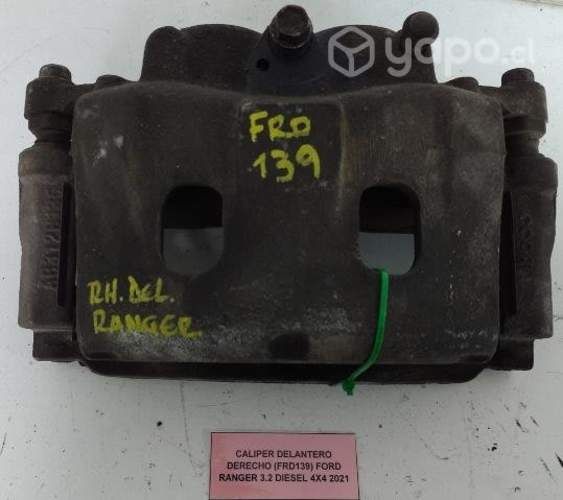 yapo.cl
FRD
139
RH. DEL.
RANGER
CALIPER DELANTERO
DERECHO (FRD139) FORD
RANGER 3.2 DIESEL 4X4 2021